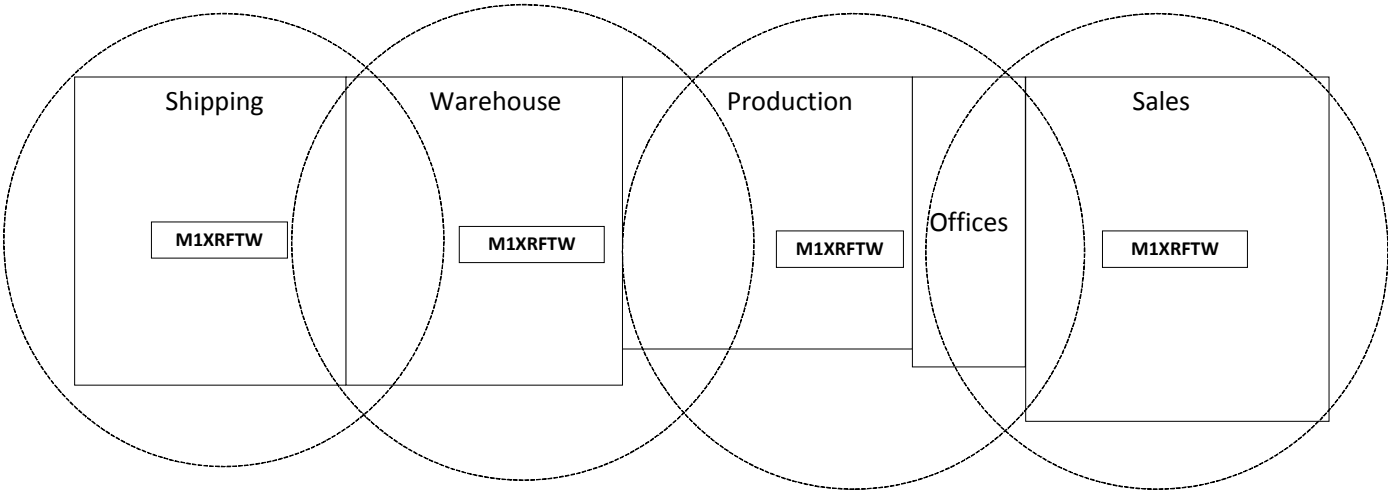 Shipping
Warehouse
Production
Sales
Offices
M1XRFTW
M1XRFTW
M1XRFTW
M1XRFTW